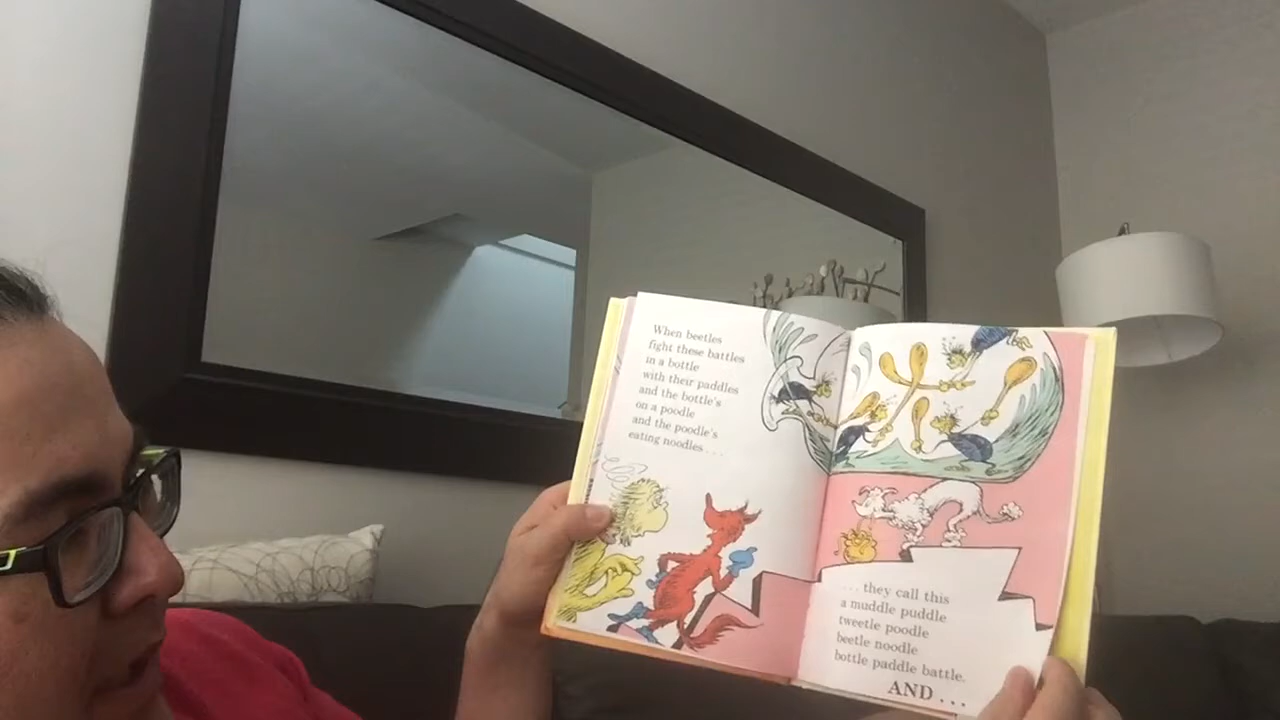 When beetles
fight these battles
in a bottle
with their paddles
and the bottle's
on a poodle
and the poodle's
eating noodles . . .
. . . they call this
a muddle puddle
tweetle poodle
beetle noodle
bottle paddle battle.
AND . . .